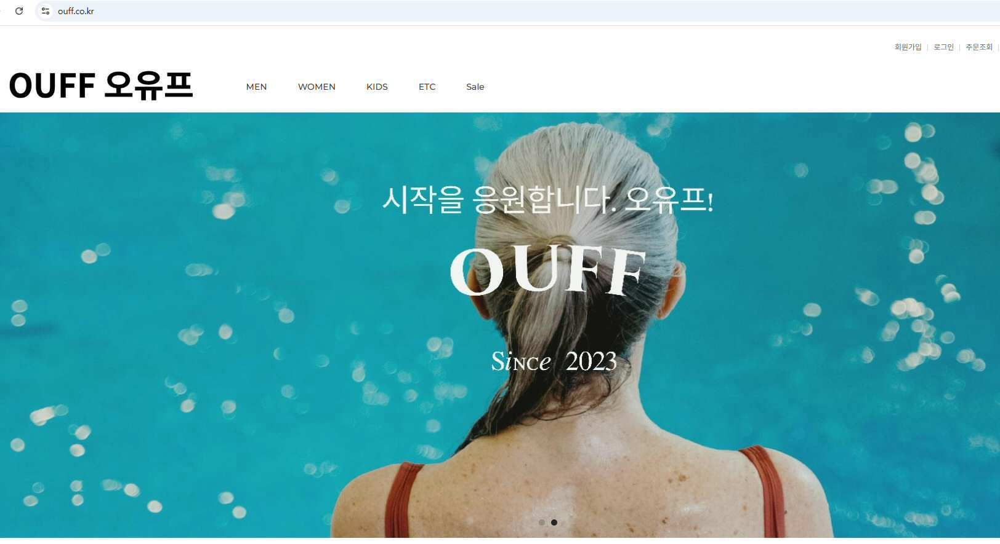 ouff.co.kr
회원가입 | 로그인 | 주문조회 |
OUFF 오유프
MEN WOMEN KIDS ETC Sale
시작을 응원합니다. 오유프!
OUFF
Since 2023